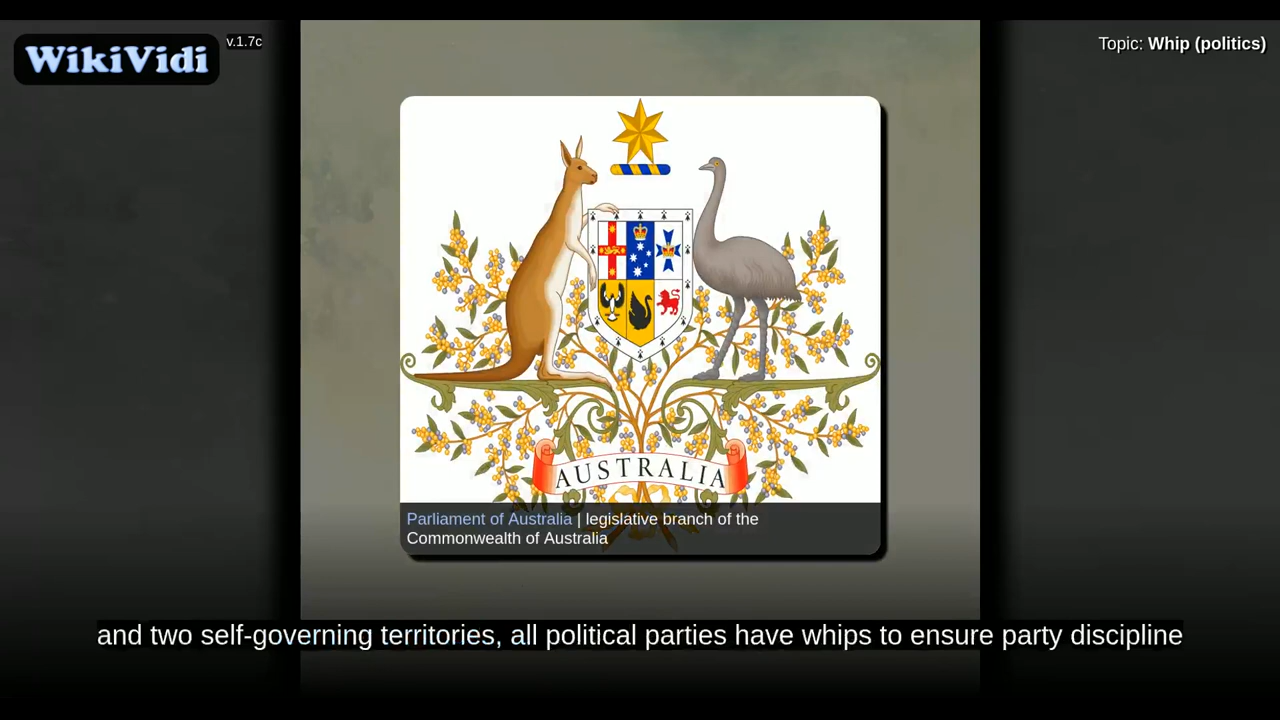 WikiVidi
v.1.7c
Topic: Whip (politics)
AUSTRALIA
Parliament of Australia | legislative branch of the
Commonwealth of Australia
and two self-governing territories, all political parties have whips to ensure party discipline